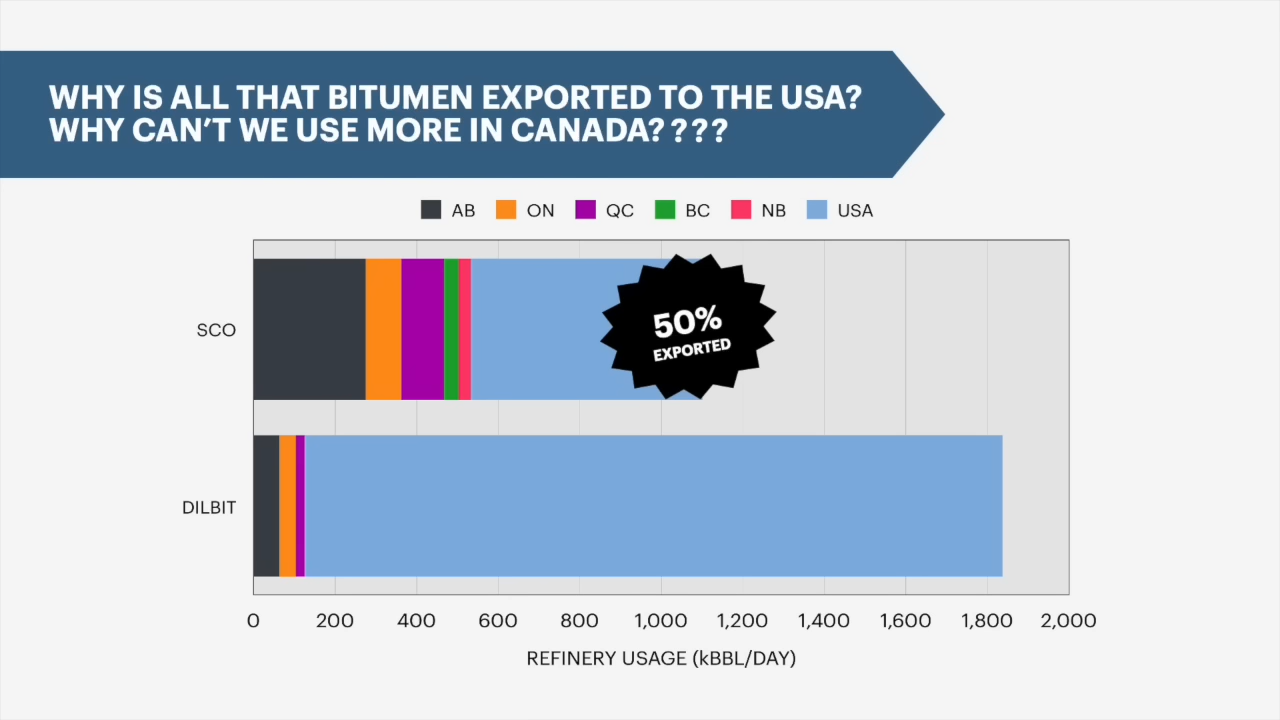 WHY IS ALL THAT BITUMEN EXPORTED TO THE USA?
WHY CAN'T WE USE MORE IN CANADA????
AB ON QC BC NB USA
SCO
50%
EXPORTED
DILBIT
0 200 400 600 800 1,000 1,200 1,400 1,600 1,800 2,000
REFINERY USAGE (kBBL/DAY)